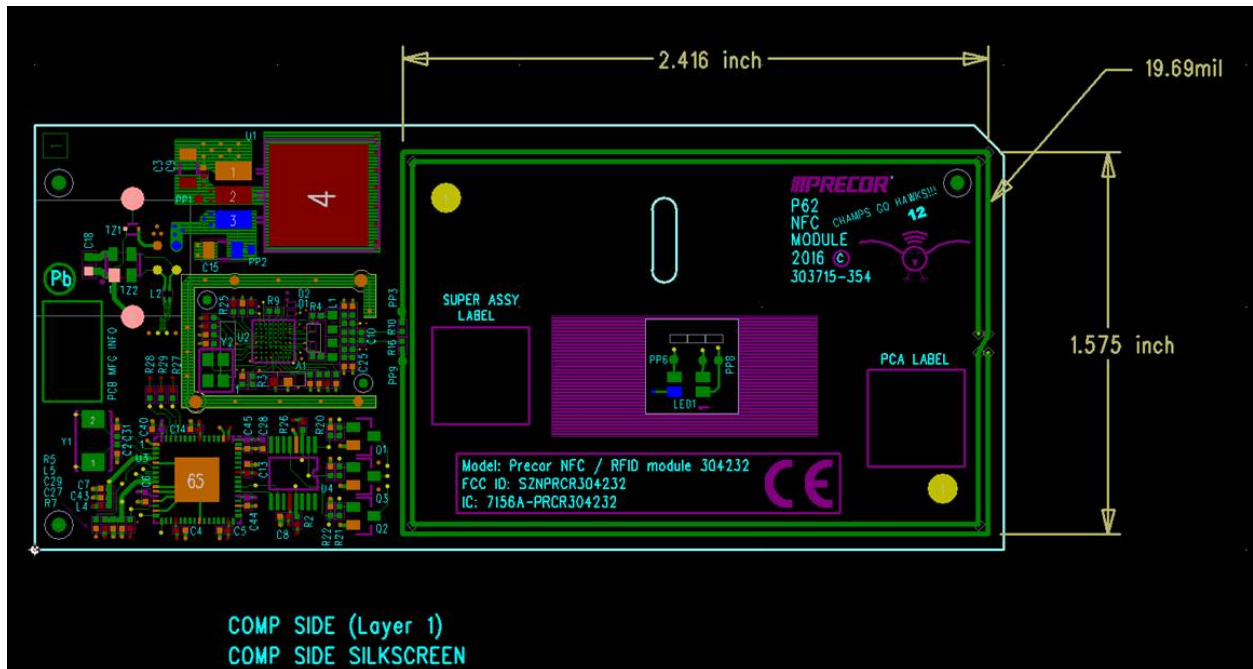 2.416 inch
19.69mil
1.575 inch
1
U1
C3
C9
1
2
3
4
PP1
PP2
C15
TZ1
TZ2
C18
L2
Pb
PCB MFG INFO
R28
R29
R27
R25
R9
D2
D1
R4
L1
C10
U2
Y2
R3
A1
C25
PP3
R10
R16
PP9
PRECOR
P62
NFC
MODULE
2016 C
303715-354
CHAMPS GO HAWKS!!!
12
SUPER ASSY
LABEL
PP6
PP8
LED1
PCA LABEL
Model: Precor NFC / RFID module 304232
FCC ID: SZNPRCR304232
IC: 7156A-PRCR304232
CE
Y1
2
1
C2
C31
C40
C14
1
U3
65
C6
C45
C28
R26
R20
C13
U4
Q1
Q3
Q2
R5
L5
C29
C27
R7
C7
C43
L4
C4
C5
C44
C8
R2
R22
R21
COMP SIDE (Layer 1)
COMP SIDE SILKSCREEN